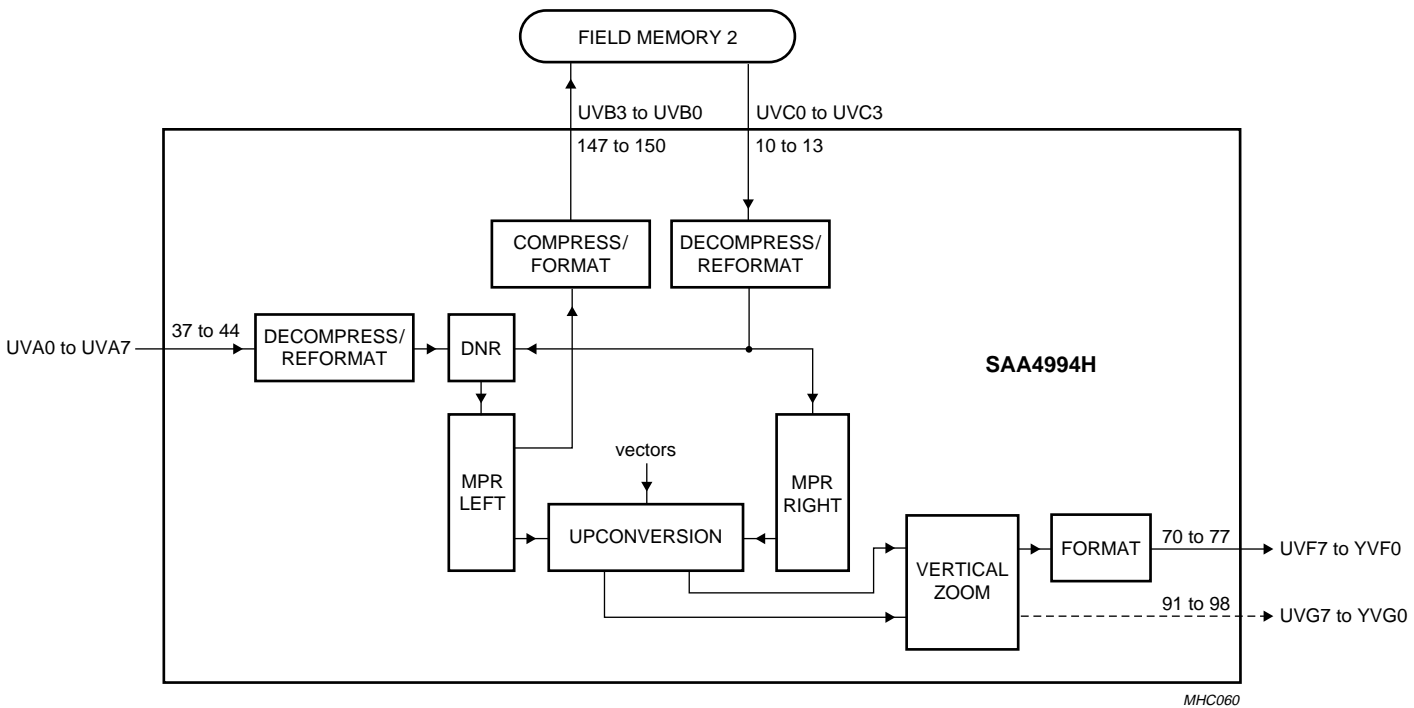 FIELD MEMORY 2
UVB3 to UVB0
UVC0 to UVC3
147 to 150
10 to 13
COMPRESS/
FORMAT
DECOMPRESS/
REFORMAT
UVA0 to UVA7
37 to 44
DECOMPRESS/
REFORMAT
DNR
SAA4994H
MPR
LEFT
vectors
UPCONVERSION
MPR
RIGHT
VERTICAL
ZOOM
FORMAT
70 to 77
UVF7 to YVF0
91 to 98
UVG7 to YVG0
MHC060